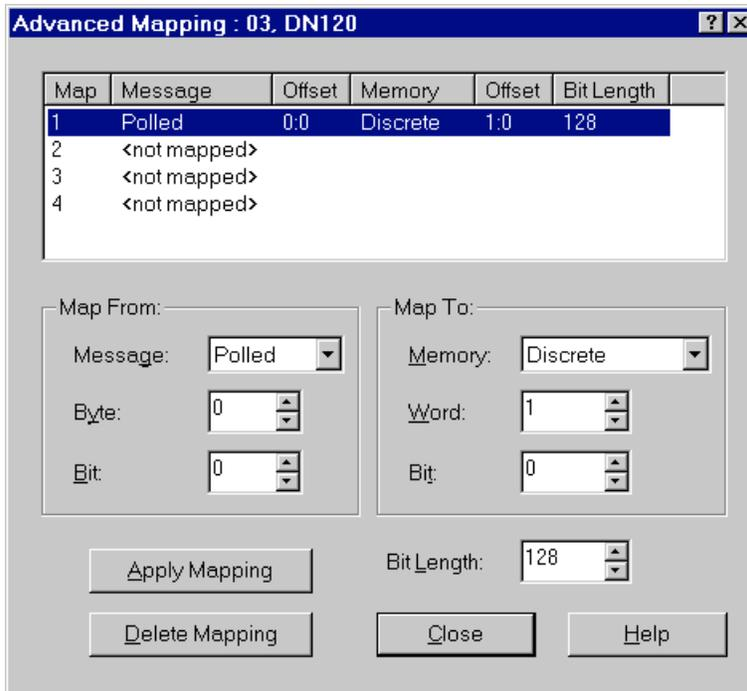 Advanced Mapping : 03, DN120
Map Message Offset Memory Offset Bit Length
1 Polled 0:0 Discrete 1:0 128
2 <not mapped>
3 <not mapped>
4 <not mapped>
Map From:
Message: Polled
Byte: 0
Bit: 0
Map To:
Memory: Discrete
Word: 1
Bit: 0
Apply Mapping
Bit Length: 128
Delete Mapping
Close
Help